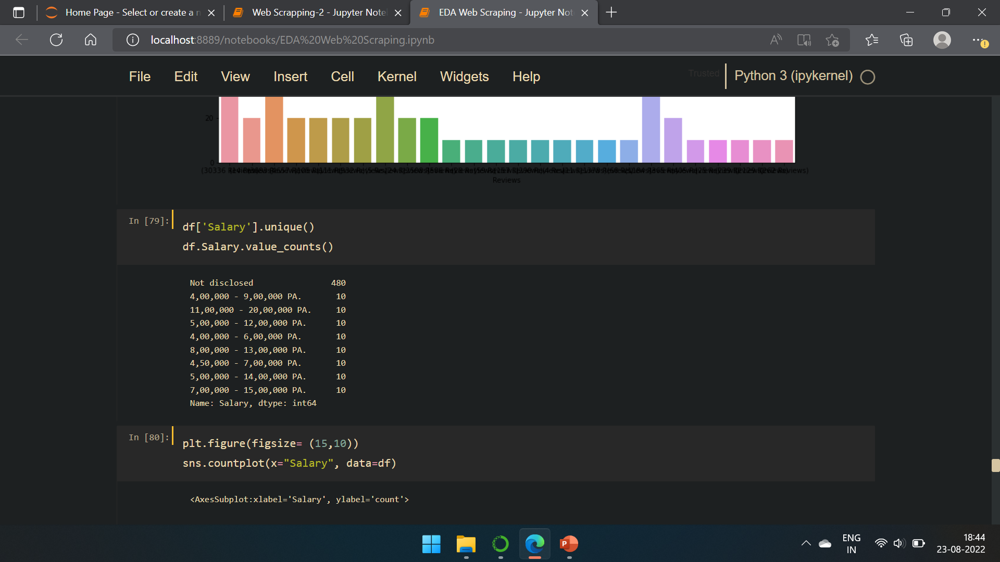 Home Page - Select or create a n
Web Scrapping-2 - Jupyter Note
EDA Web Scraping - Jupyter Not
localhost:8889/notebooks/EDA%20Web%20Scraping.ipynb
File Edit View Insert Cell Kernel Widgets Help
Trusted
Python 3 (ipykernel)
20
0
(30336
Reviews)
Reviews
In [79]:
df['Salary'].unique()
df.Salary.value_counts()
Not disclosed 480
4,00,000 - 9,00,000 PA. 10
11,00,000 - 20,00,000 PA. 10
5,00,000 - 12,00,000 PA. 10
4,00,000 - 6,00,000 PA. 10
8,00,000 - 13,00,000 PA. 10
4,50,000 - 7,00,000 PA. 10
5,00,000 - 14,00,000 PA. 10
7,00,000 - 15,00,000 PA. 10
Name: Salary, dtype: int64
In [80]:
plt.figure(figsize= (15,10))
sns.countplot(x="Salary", data=df)
<AxesSubplot:xlabel='Salary', ylabel='count'>
P
ENG
IN
18:44
23-08-2022